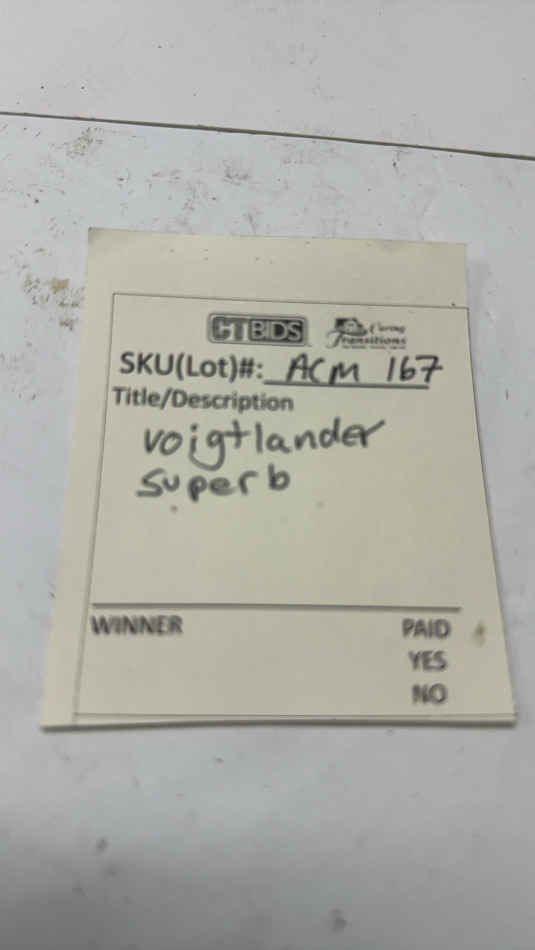 CTBIDS Caring Transitions
SKU(Lot)#: ACM 167
Title/Description
voigtlander
superb
WINNER PAID
YES
NO